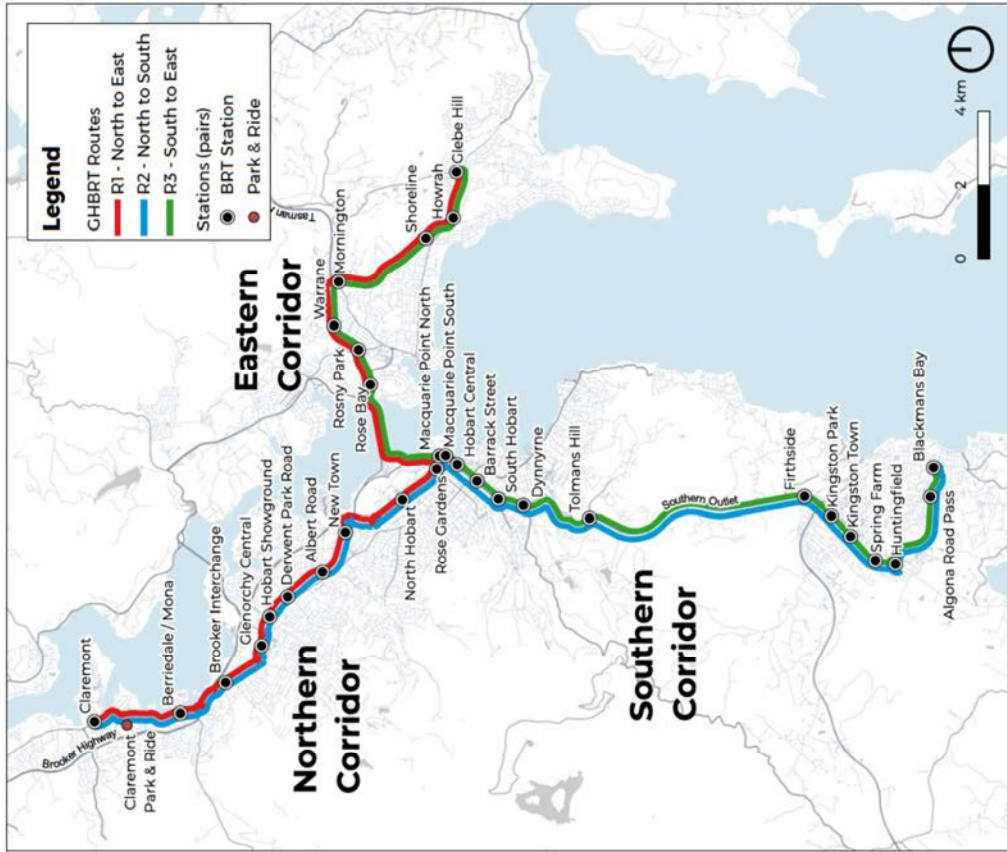 Legend
GHBRT Routes
R1 - North to East
R2 - North to South
R3 - South to East
Stations (pairs)
BRT Station
Park & Ride
Claremont
Brooker Highway
Claremont
Park & Ride
Berriedale / Mona
Brooker Interchange
Glenorchy Central
Hobart Showground
Derwent Park Road
Albert Road
New Town
North Hobart
Rose Gardens
Northern
Corridor
Eastern
Corridor
Macquarie Point North
Macquarie Point South
Rose Bay
Rosny Park
Warrane
Mornington
Tasman
Shoreline
Howrah
Glebe Hill
Hobart Central
Barrack Street
South Hobart
Dynnyrne
Tolmans Hill
Southern Outlet
Southern
Corridor
Firthside
Kingston Park
Kingston Town
Spring Farm
Huntingfield
Algona Road Pass
Blackmans Bay
0 2 4 km